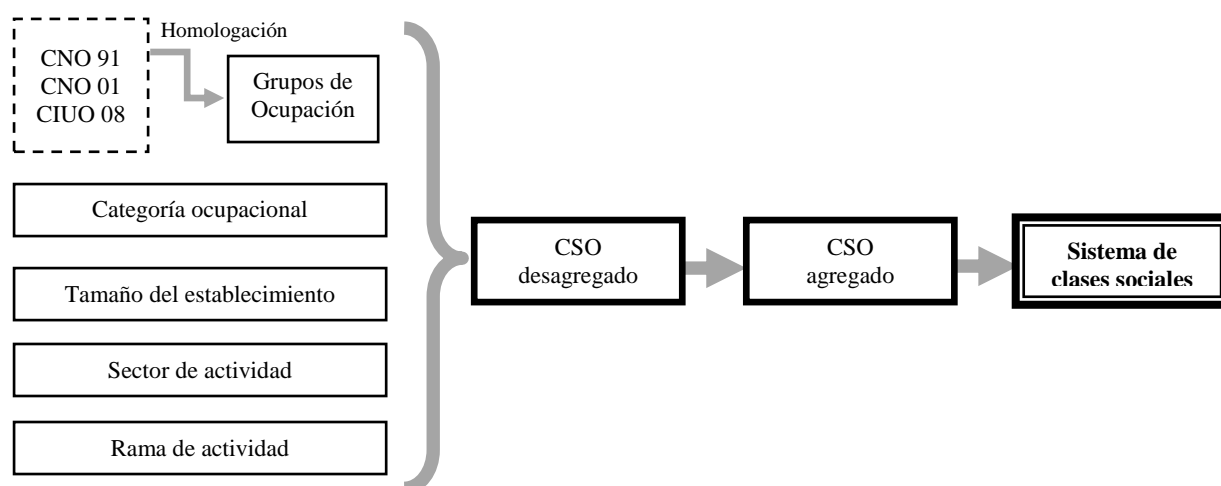 Homologación
CNO 91
CNO 01
CIUO 08
Grupos de
Ocupación
Categoría ocupacional
Tamaño del establecimiento
Sector de actividad
Rama de actividad
CSO
desagregado
CSO
agregado
Sistema de
clases sociales